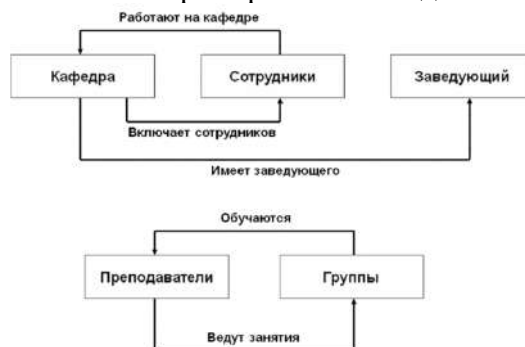 Работают на кафедре
Кафедра
Сотрудники
Заведующий
Включает сотрудников
Имеет заведующего
Обучаются
Преподаватели
Группы
Ведут занятия